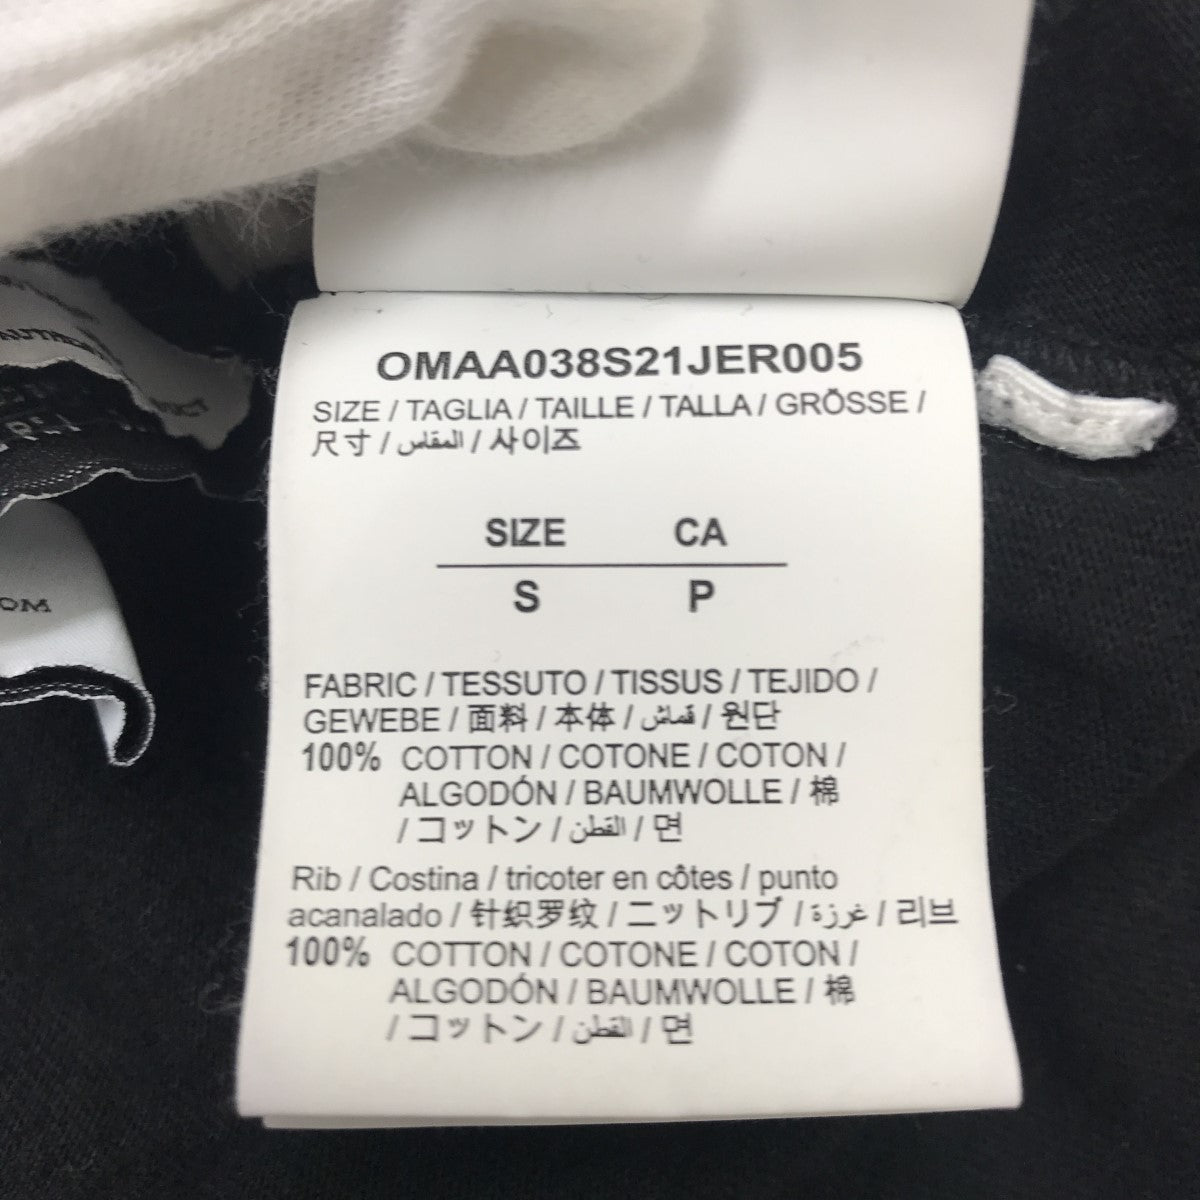 OMAA038S21JER005
SIZE / TAGLIA / TAILLE / TALLA / GRÖSSE /
尺寸 / المقاس / 사이즈
SIZE CA
S P
FABRIC / TESSUTO / TISSUS / TEJIDO /
GEWEBE / 面料 / 本体 / قماش / 원단
100% COTTON / COTONE / COTON /
ALGODÓN / BAUMWOLLE / 棉
/ コットン / القطن / 면
Rib / Costina / tricoter en côtes / punto
acanalado / 针织罗纹 / ニットリブ / غرزة / 리브
100% COTTON / COTONE / COTON /
ALGODÓN / BAUMWOLLE / 棉
/ コットン / القطن / 면
OM